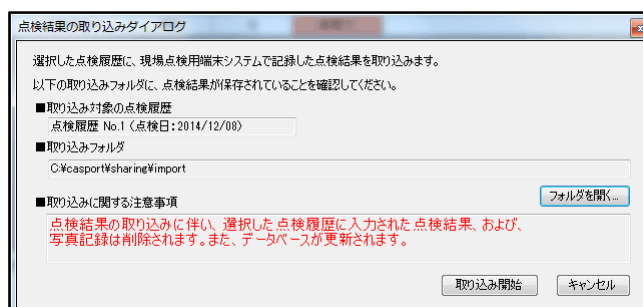 点検結果の取り込みダイアログ
選択した点検履歴に、現場点検用端末システムで記録した点検結果を取り込みます。
以下の取り込みフォルダに、点検結果が保存されていることを確認してください。
■取り込み対象の点検履歴
点検履歴 No.1 (点検日:2014/12/08)
■取り込みフォルダ
C:¥casport¥sharing¥import
フォルダを開く...
■取り込みに関する注意事項
点検結果の取り込みに伴い、選択した点検履歴に入力された点検結果、および、
写真記録は削除されます。また、データベースが更新されます。
取り込み開始 キャンセル